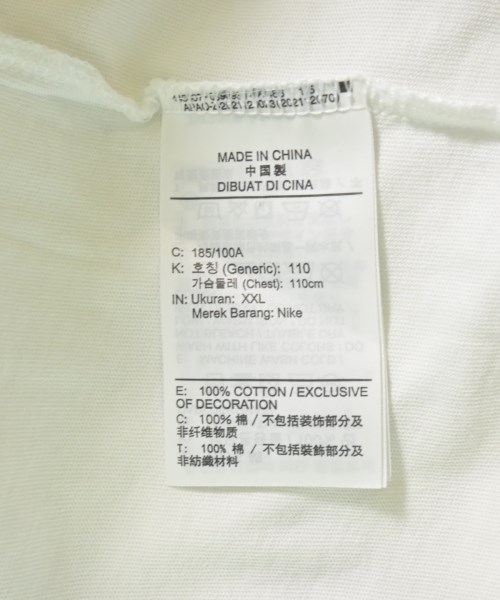 MADE IN CHINA
中国製
DIBUAT DI CINA
C: 185/100A
K: 호칭 (Generic): 110
가슴둘레 (Chest): 110cm
IN: Ukuran: XXL
Merek Barang: Nike
E: 100% COTTON / EXCLUSIVE
OF DECORATION
C: 100% 棉 / 不包括装饰部分及
非纤维物质
T: 100% 棉 / 不包括裝飾部分及
非紡織材料